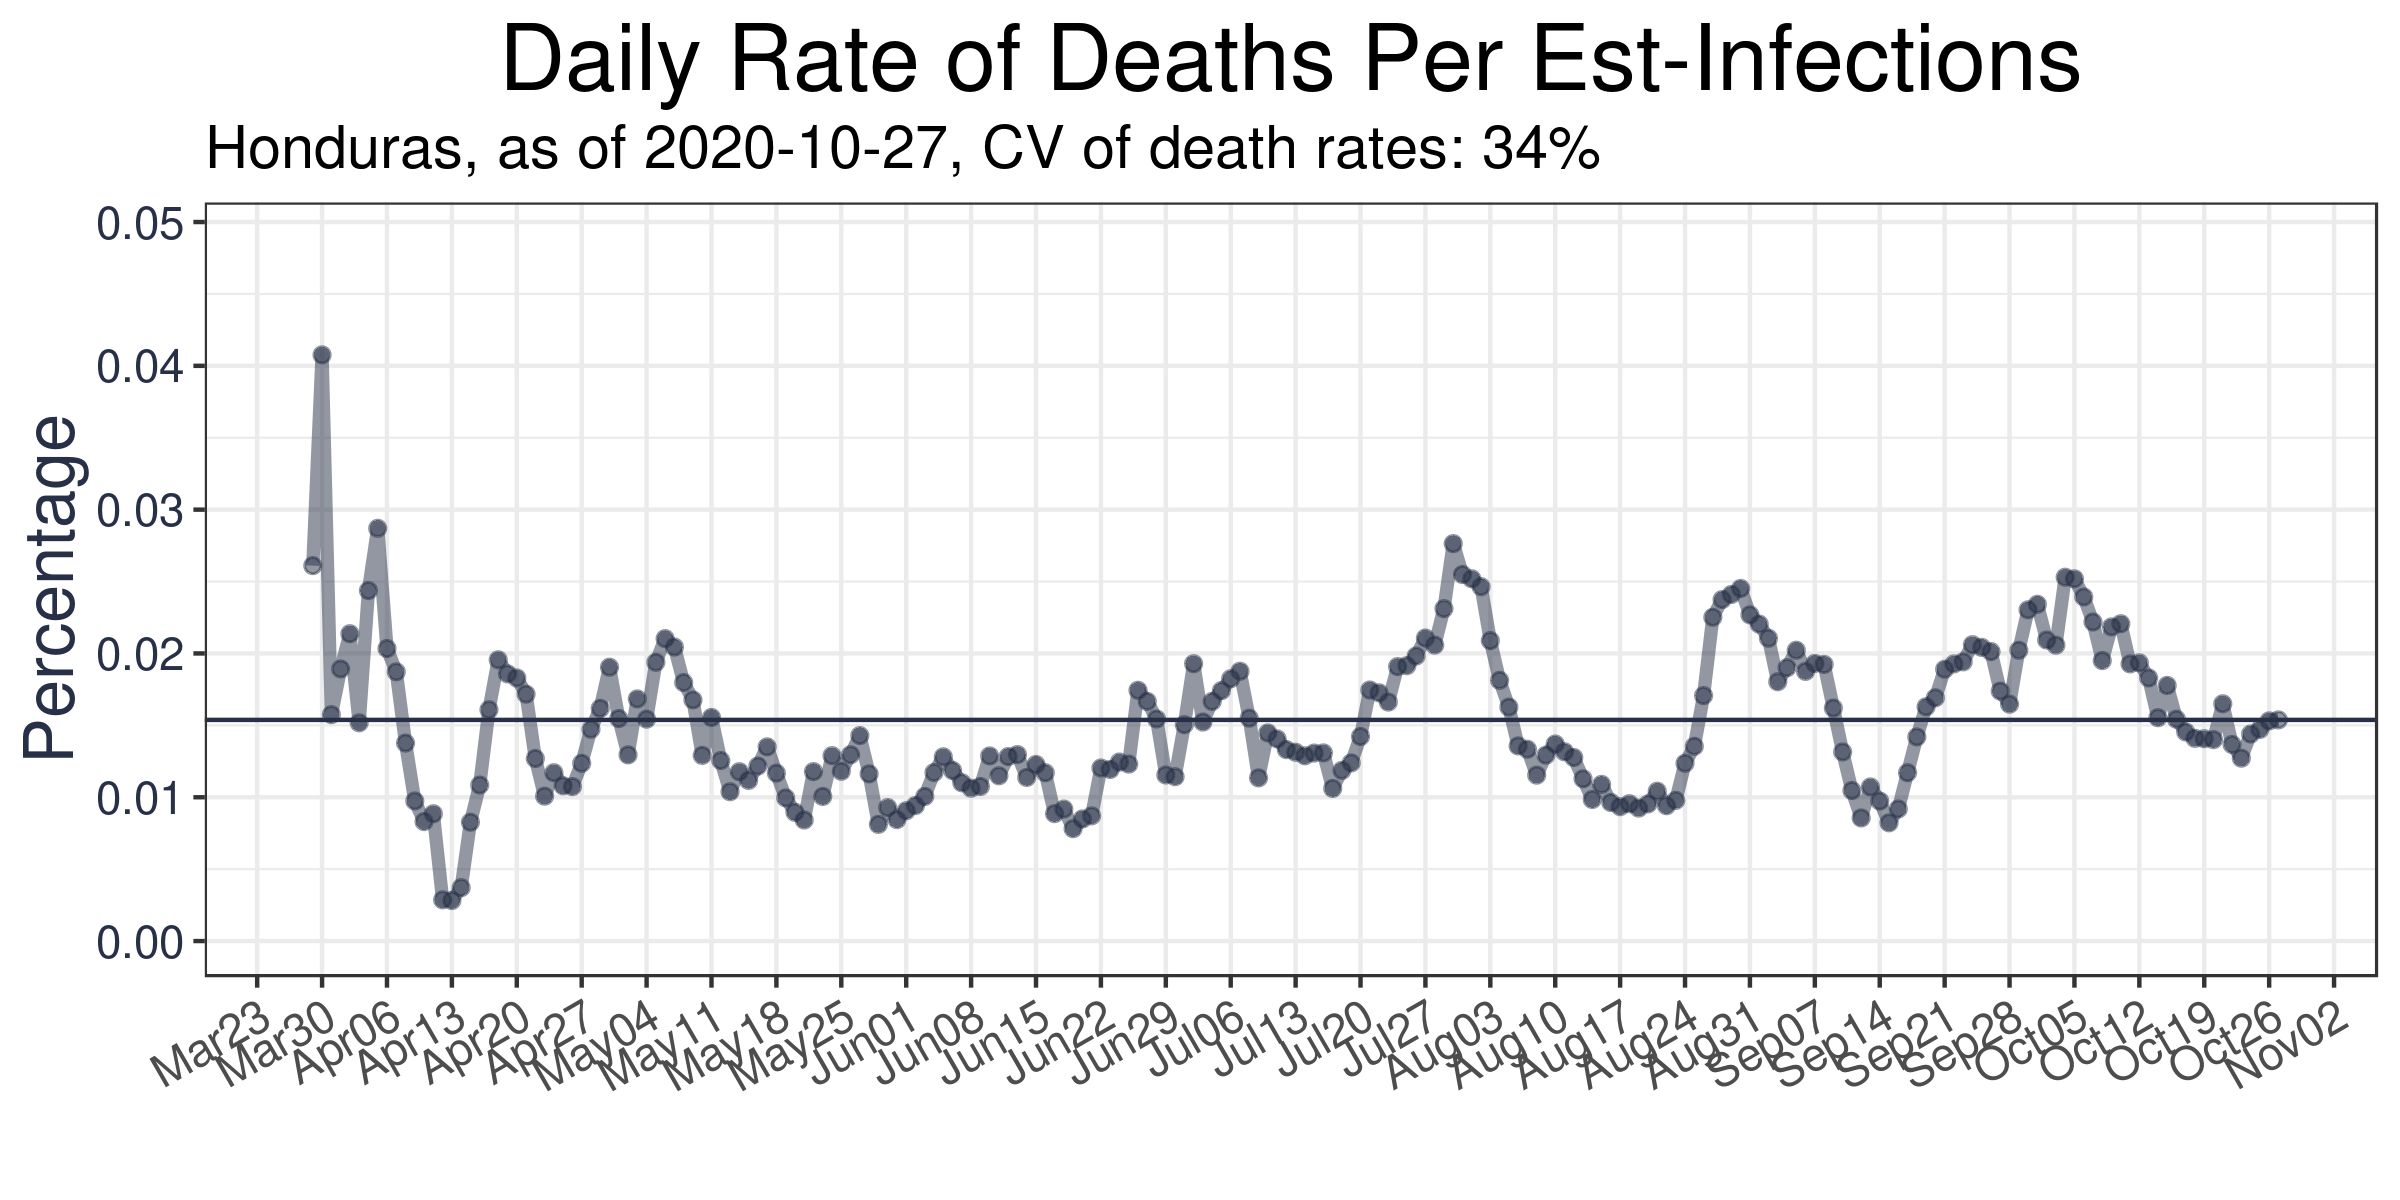 Daily Rate of Deaths Per Est-Infections
Honduras, as of 2020-10-27, CV of death rates: 34%
Percentage
0.05
0.04
0.03
0.02
0.01
0.00
Mar23
Mar30
Apr06
Apr13
Apr20
Apr27
May04
May11
May18
May25
Jun01
Jun08
Jun15
Jun22
Jun29
Jul06
Jul13
Jul20
Jul27
Aug03
Aug10
Aug17
Aug24
Aug31
Sep07
Sep14
Sep21
Sep28
Oct05
Oct12
Oct19
Oct26
Nov02